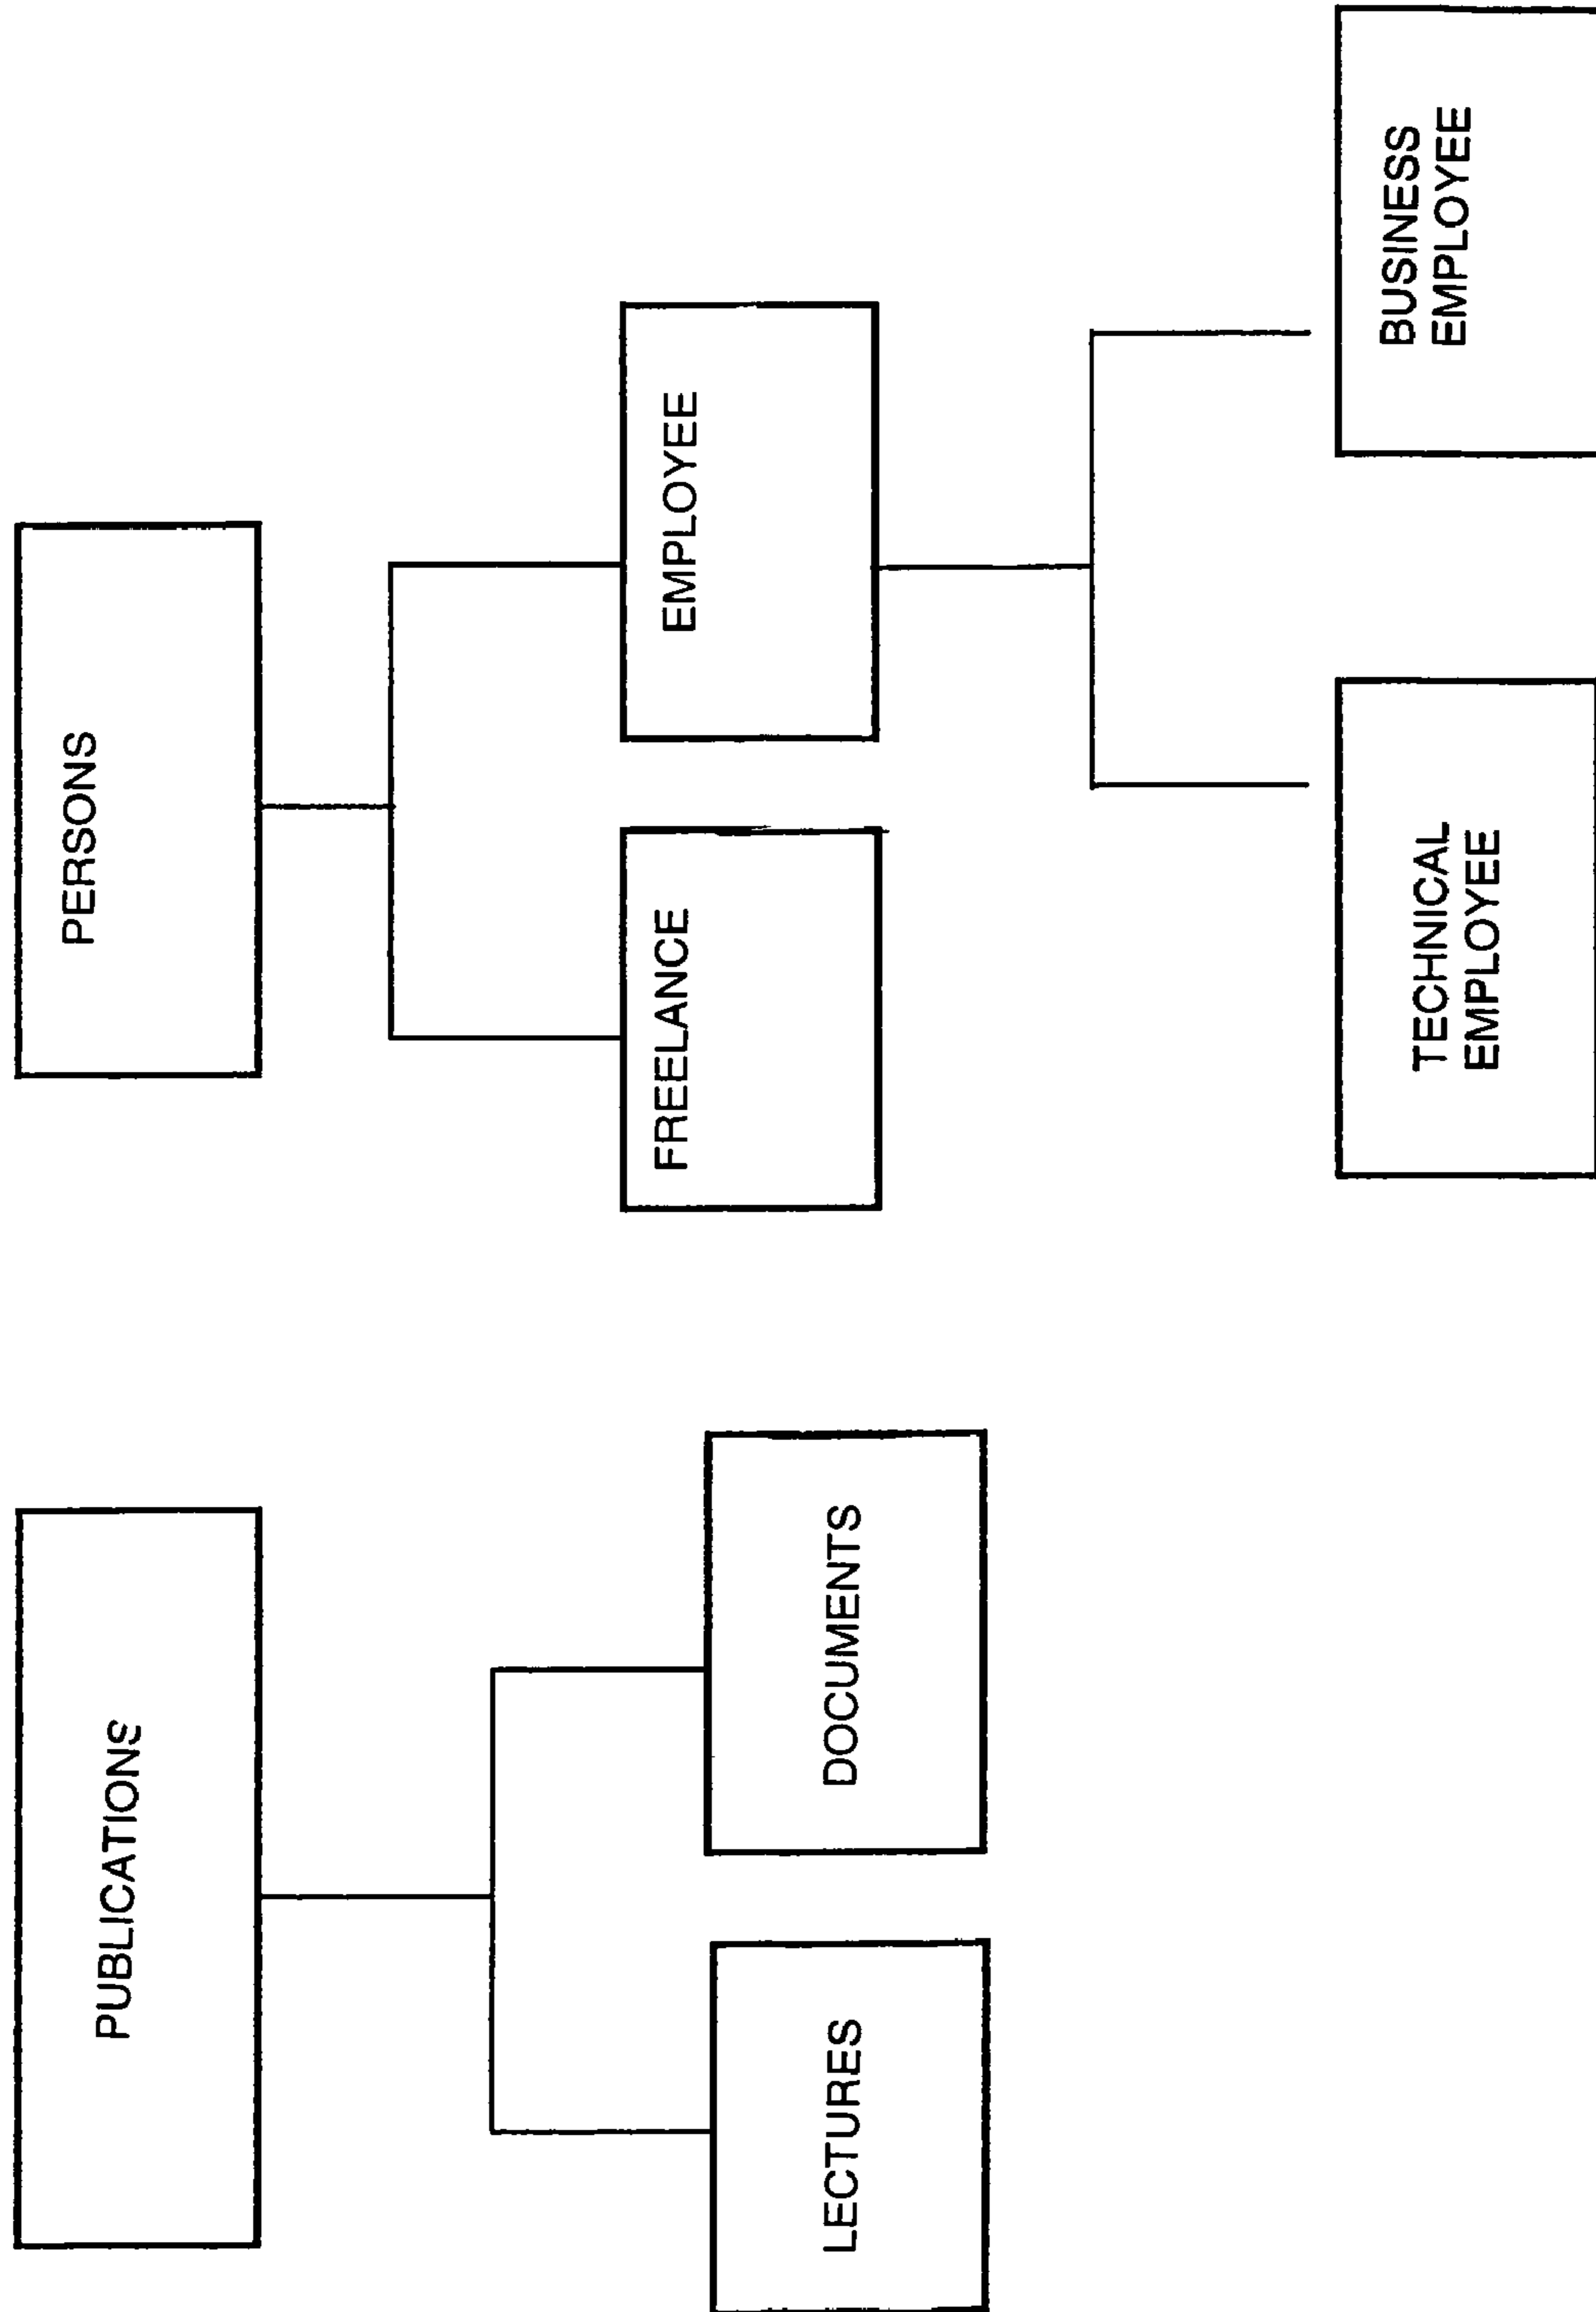 PUBLICATIONS
PERSONS
LECTURES
DOCUMENTS
FREELANCE
EMPLOYEE
TECHNICAL
EMPLOYEE
BUSINESS
EMPLOYEE